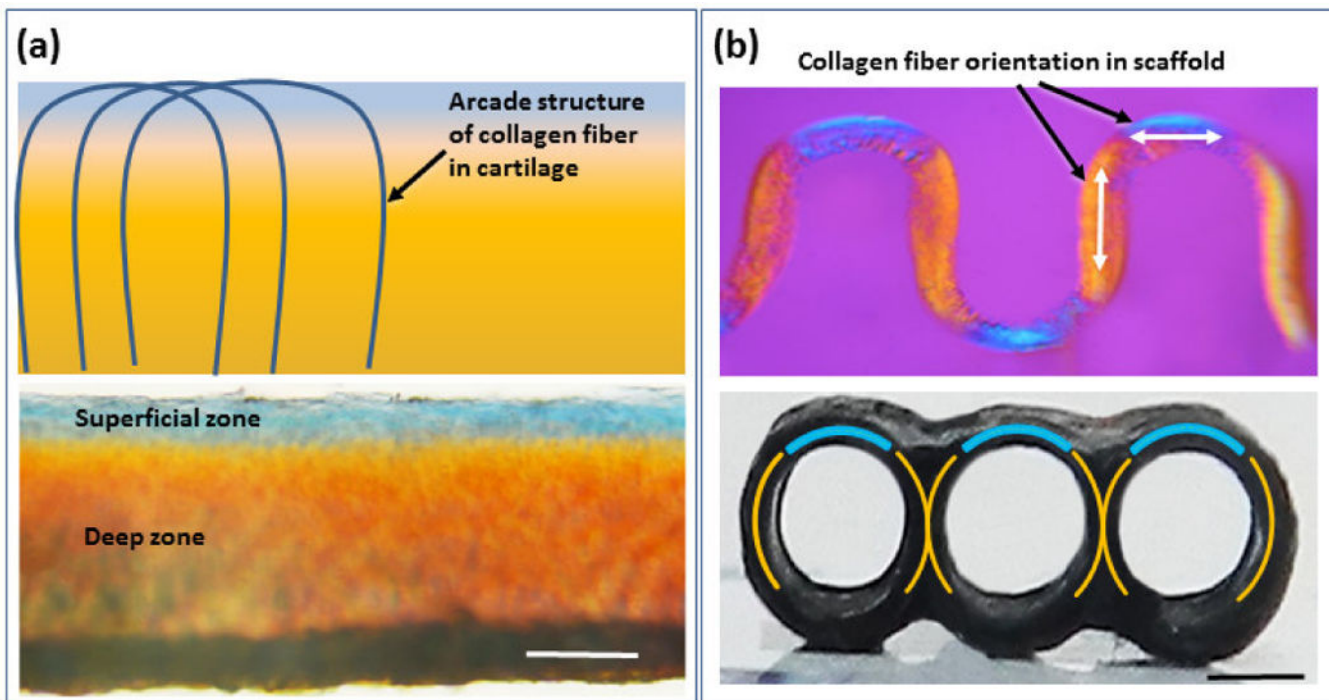 (a)
Arcade structure
of collagen fiber
in cartilage
Superficial zone
Deep zone
(b)
Collagen fiber orientation in scaffold